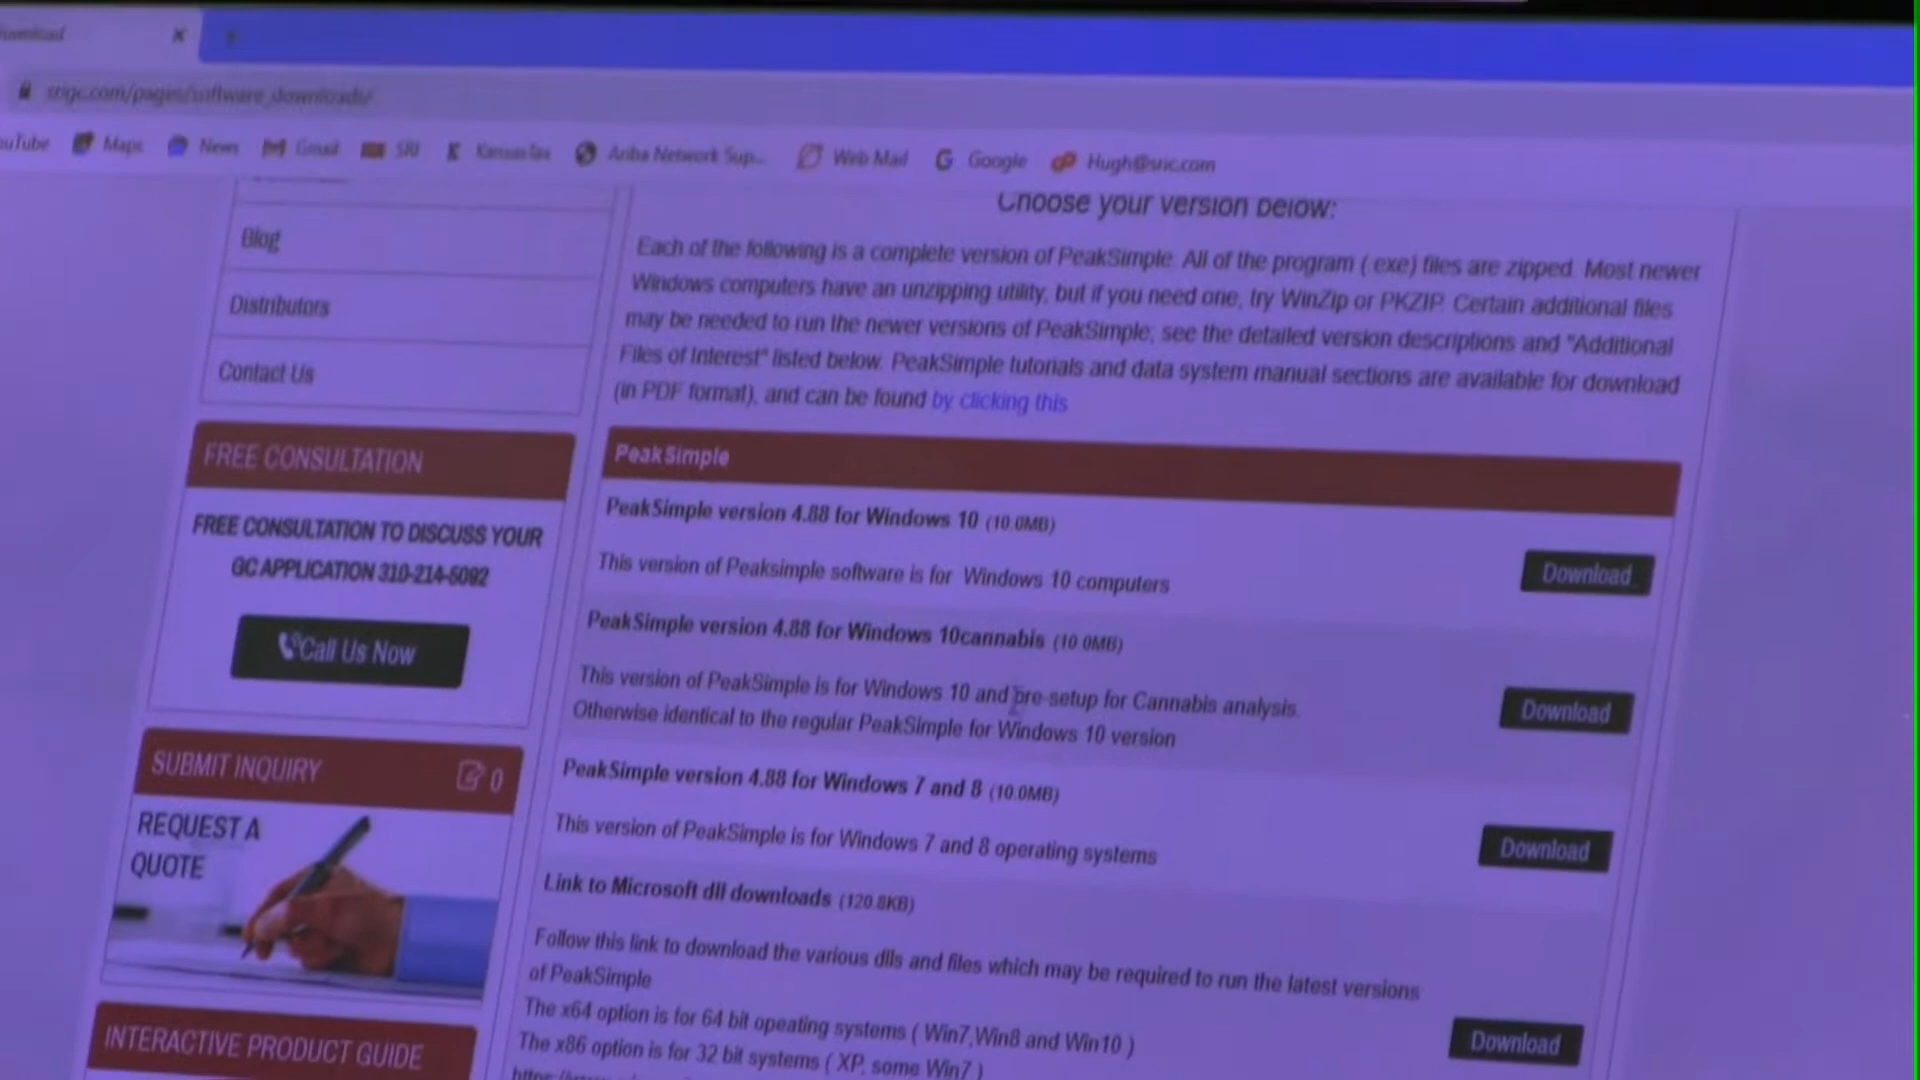 srigc.com/pages/software_downloads/
Maps News Gmail SRI KansasTax Ariba Network Sup... Web Mail Google Hugh@sric.com
Choose your version below:
Blog
Distributors
Contact Us
Each of the following is a complete version of PeakSimple. All of the program (.exe) files are zipped. Most newer
Windows computers have an unzipping utility, but if you need one, try WinZip or PKZIP. Certain additional files
may be needed to run the newer versions of PeakSimple; see the detailed version descriptions and "Additional
Files of Interest" listed below. PeakSimple tutorials and data system manual sections are available for download
(in PDF format), and can be found by clicking this
FREE CONSULTATION
FREE CONSULTATION TO DISCUSS YOUR
GC APPLICATION 310-214-5092
Call Us Now
SUBMIT INQUIRY 0
REQUEST A
QUOTE
INTERACTIVE PRODUCT GUIDE
PeakSimple
PeakSimple version 4.88 for Windows 10 (10.0MB)
This version of Peaksimple software is for Windows 10 computers
Download
PeakSimple version 4.88 for Windows 10cannabis (10.0MB)
This version of PeakSimple is for Windows 10 and pre-setup for Cannabis analysis.
Otherwise identical to the regular PeakSimple for Windows 10 version
Download
PeakSimple version 4.88 for Windows 7 and 8 (10.0MB)
This version of PeakSimple is for Windows 7 and 8 operating systems
Download
Link to Microsoft dll downloads (120.8KB)
Follow this link to download the various dlls and files which may be required to run the latest versions
of PeakSimple
The x64 option is for 64 bit opeating systems ( Win7,Win8 and Win10 )
The x86 option is for 32 bit systems ( XP, some Win7 )
Download